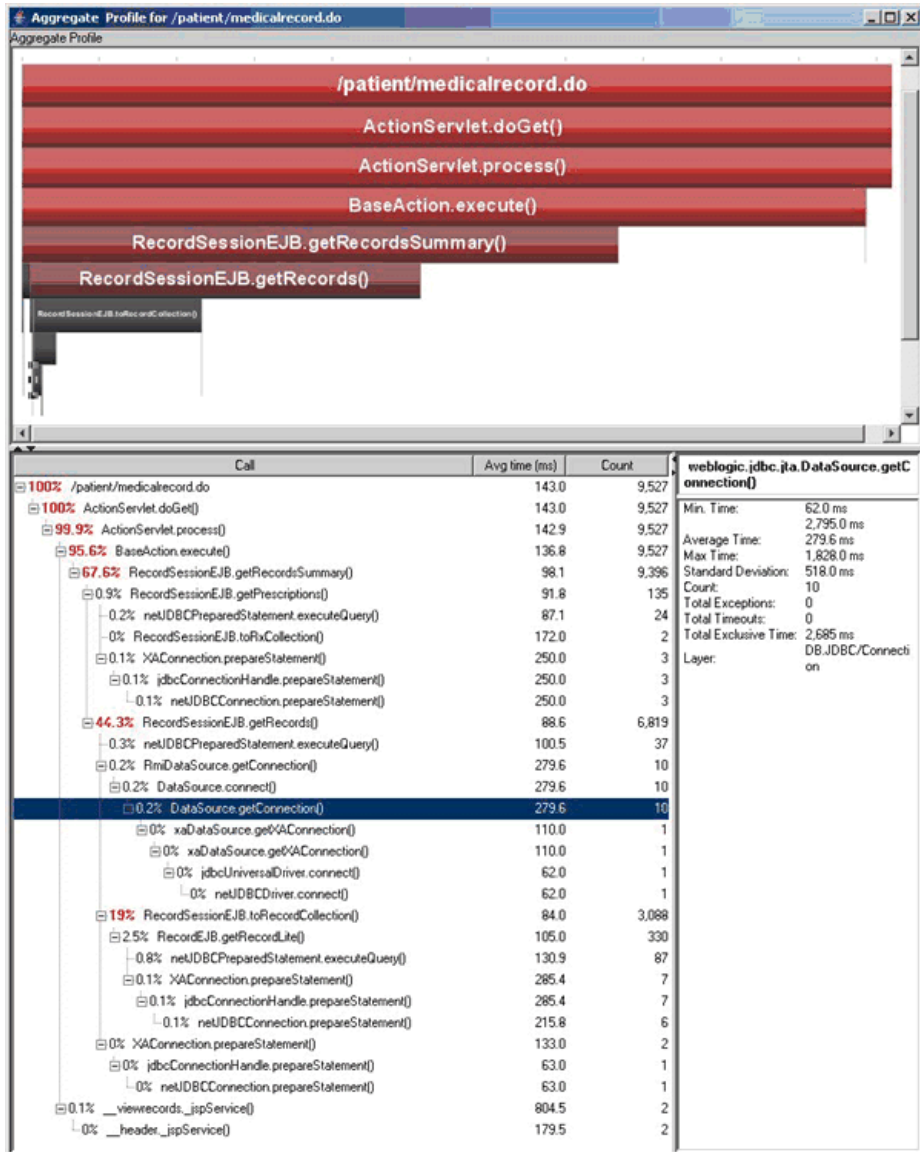 Aggregate Profile for /patient/medicalrecord.do
Aggregate Profile
/patient/medicalrecord.do
ActionServlet.doGet()
ActionServlet.process()
BaseAction.execute()
RecordSessionEJB.getRecordsSummary()
RecordSessionEJB.getRecords()
RecordSessionEJB.toRecordCollection()
Call Avg time (ms) Count
100% /patient/medicalrecord.do 143.0 9,527
100% ActionServlet.doGet() 143.0 9,527
99.9% ActionServlet.process() 142.9 9,527
95.6% BaseAction.execute() 136.8 9,527
67.6% RecordSessionEJB.getRecordsSummary() 98.1 9,396
0.9% RecordSessionEJB.getPrescriptions() 91.8 135
0.2% netJDBCPreparedStatement.executeQuery() 87.1 24
0% RecordSessionEJB.toRxCollection() 172.0 2
0.1% XAConnection.prepareStatement() 250.0 3
0.1% jdbcConnectionHandle.prepareStatement() 250.0 3
0.1% netJDBCConnection.prepareStatement() 250.0 3
44.3% RecordSessionEJB.getRecords() 88.6 6,819
0.3% netJDBCPreparedStatement.executeQuery() 100.5 37
0.2% RmiDataSource.getConnection() 279.6 10
0.2% DataSource.connect() 279.6 10
0.2% DataSource.getConnection() 279.6 10
0% xaDataSource.getXAConnection() 110.0 1
0% xaDataSource.getXAConnection() 110.0 1
0% jdbcUniversalDriver.connect() 62.0 1
0% netJDBCDriver.connect() 62.0 1
19% RecordSessionEJB.toRecordCollection() 84.0 3,088
2.5% RecordEJB.getRecordLite() 105.0 330
0.8% netJDBCPreparedStatement.executeQuery() 130.9 87
0.1% XAConnection.prepareStatement() 285.4 7
0.1% jdbcConnectionHandle.prepareStatement() 285.4 7
0.1% netJDBCConnection.prepareStatement() 215.8 6
0% XAConnection.prepareStatement() 133.0 2
0% jdbcConnectionHandle.prepareStatement() 63.0 1
0% netJDBCConnection.prepareStatement() 63.0 1
0.1% __viewrecords._jspService() 804.5 2
0% __header._jspService() 179.5 2
weblogic.jdbc.jta.DataSource.getC
onnection()
Min. Time: 62.0 ms
2,795.0 ms
Average Time: 279.6 ms
Max Time: 1,828.0 ms
Standard Deviation: 518.0 ms
Count: 10
Total Exceptions: 0
Total Timeouts: 0
Total Exclusive Time: 2,685 ms
Layer: DB.JDBC/Connecti
on